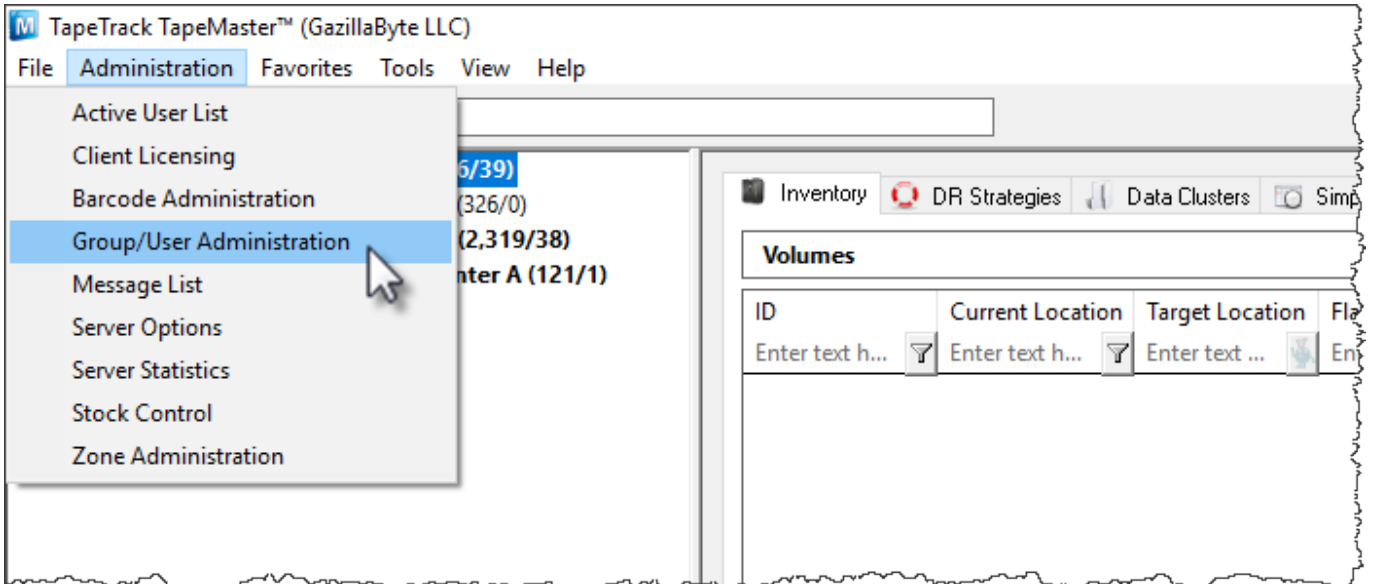 M TapeTrack TapeMaster™ (GazillaByte LLC)
File Administration Favorites Tools View Help
Active User List
Client Licensing
Barcode Administration
Group/User Administration
Message List
Server Options
Server Statistics
Stock Control
Zone Administration
6/39)
(326/0)
(2,319/38)
nter A (121/1)
Inventory DR Strategies Data Clusters Simp
Volumes
ID Current Location Target Location Fla
Enter text h... Enter text h... Enter text ... En